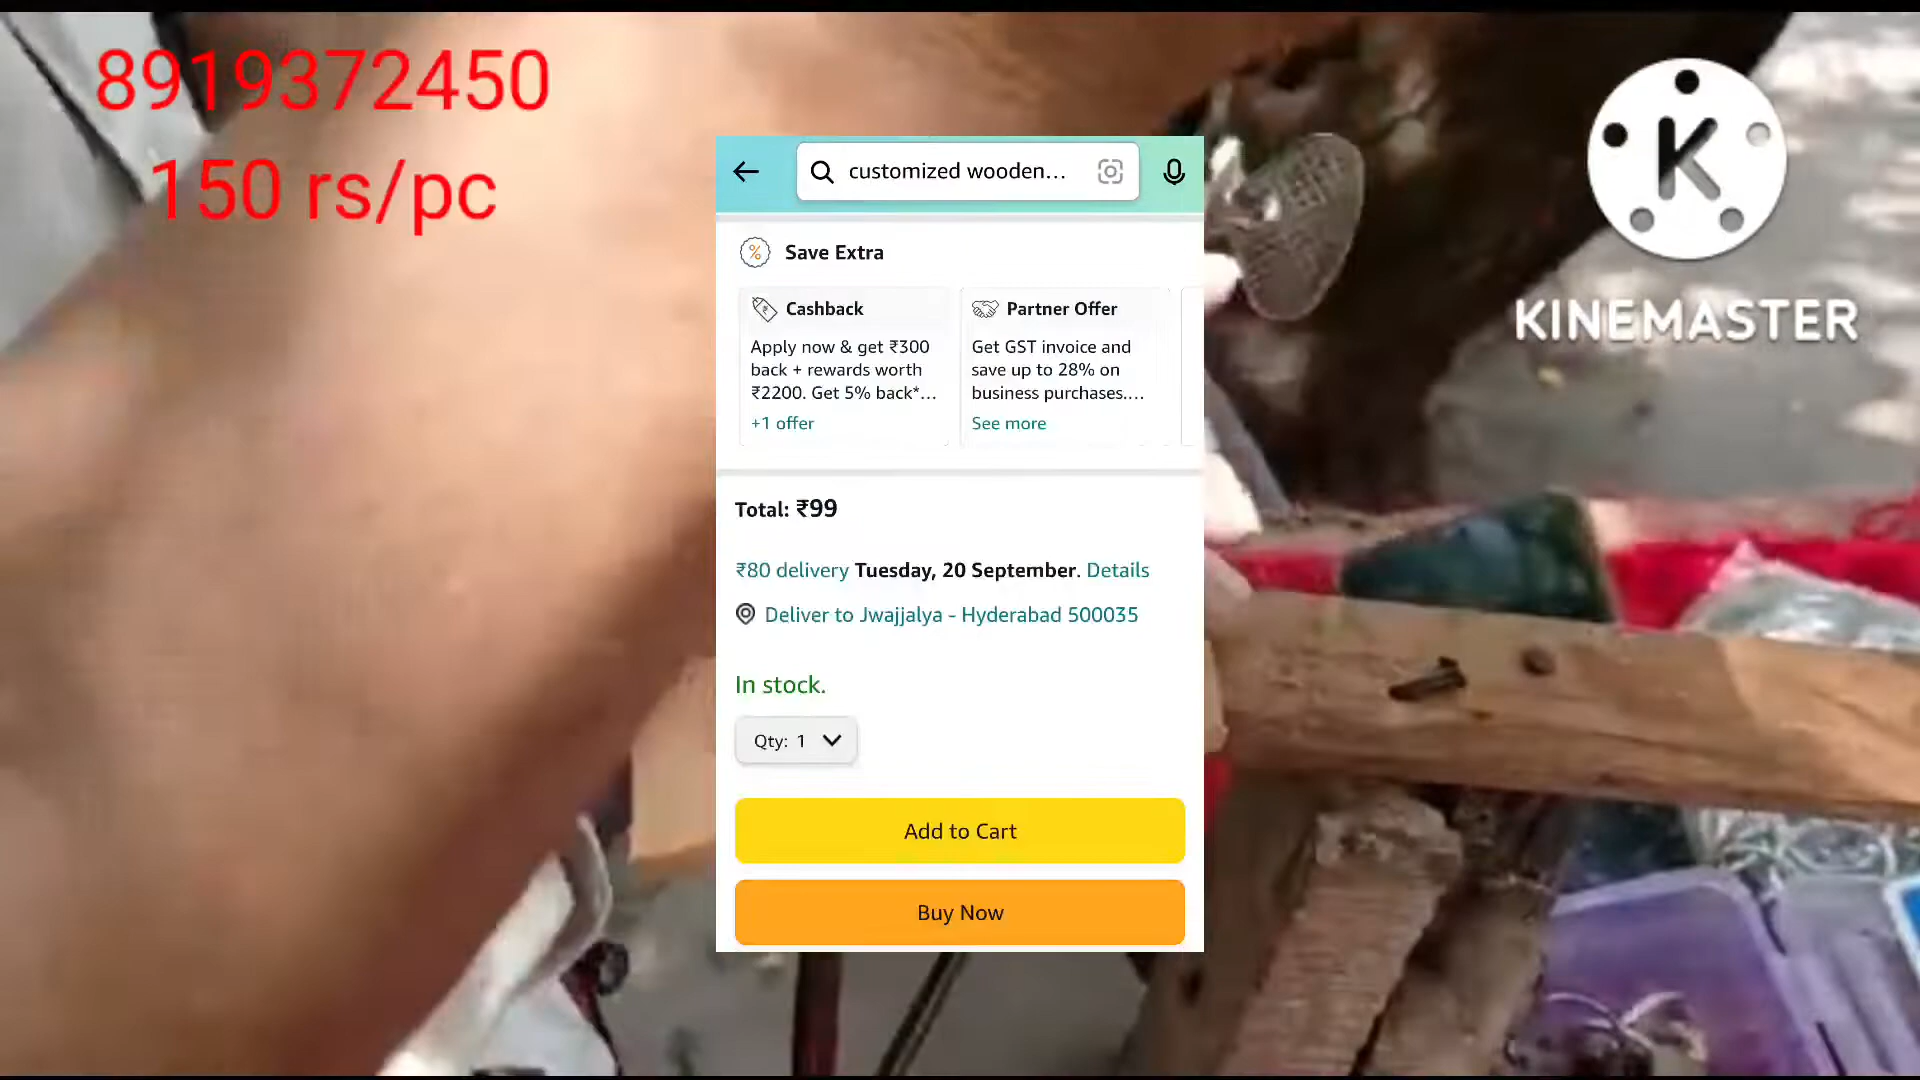 8919372450
150 rs/pc
K
KINEMASTER
customized wooden...
Save Extra
Cashback
Apply now & get ₹300
back + rewards worth
₹2200. Get 5% back*...
+1 offer
Partner Offer
Get GST invoice and
save up to 28% on
business purchases....
See more
Total: ₹99
₹80 delivery Tuesday, 20 September. Details
Deliver to Jwajjalya - Hyderabad 500035
In stock.
Qty: 1
Add to Cart
Buy Now